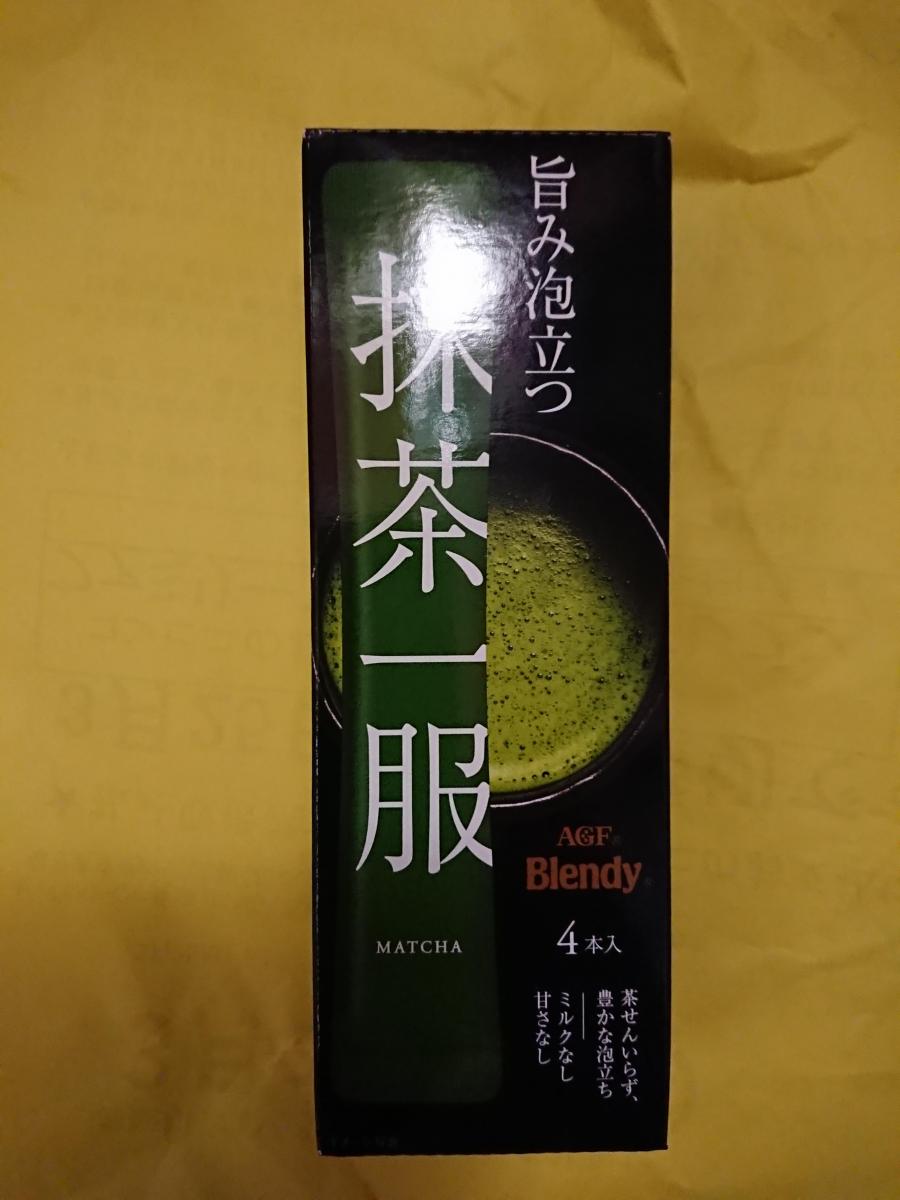 旨み泡立つ
抹茶一服
MATCHA
AGF®
Blendy®
4本入
茶せんいらず、
豊かな泡立ち
ミルクなし
甘さなし